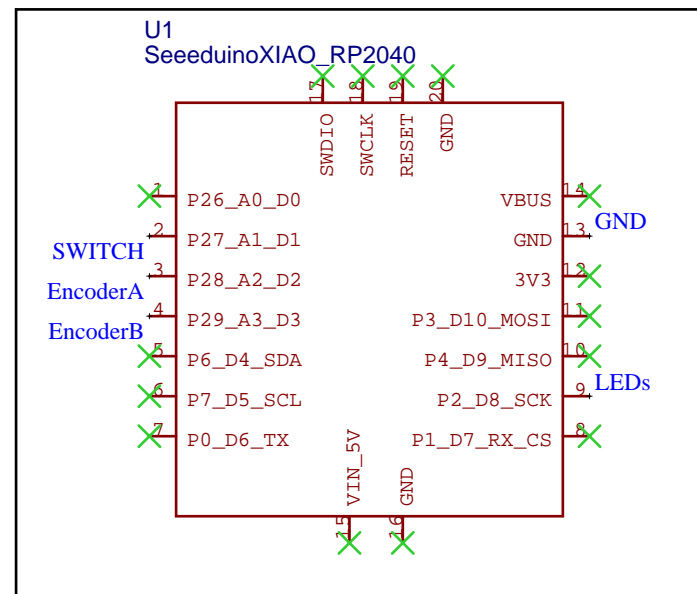 U1
SeeeduinoXIAO_RP2040
17 18 19 20
SWDIO SWCLK RESET GND
1 P26_A0_D0 VBUS 14
2 P27_A1_D1 GND 13 GND
SWITCH
3 P28_A2_D2 3V3 12
EncoderA
4 P29_A3_D3 P3_D10_MOSI 11
EncoderB
5 P6_D4_SDA P4_D9_MISO 10
6 P7_D5_SCL P2_D8_SCK 9 LEDs
7 P0_D6_TX P1_D7_RX_CS 8
VIN_5V GND
15 16